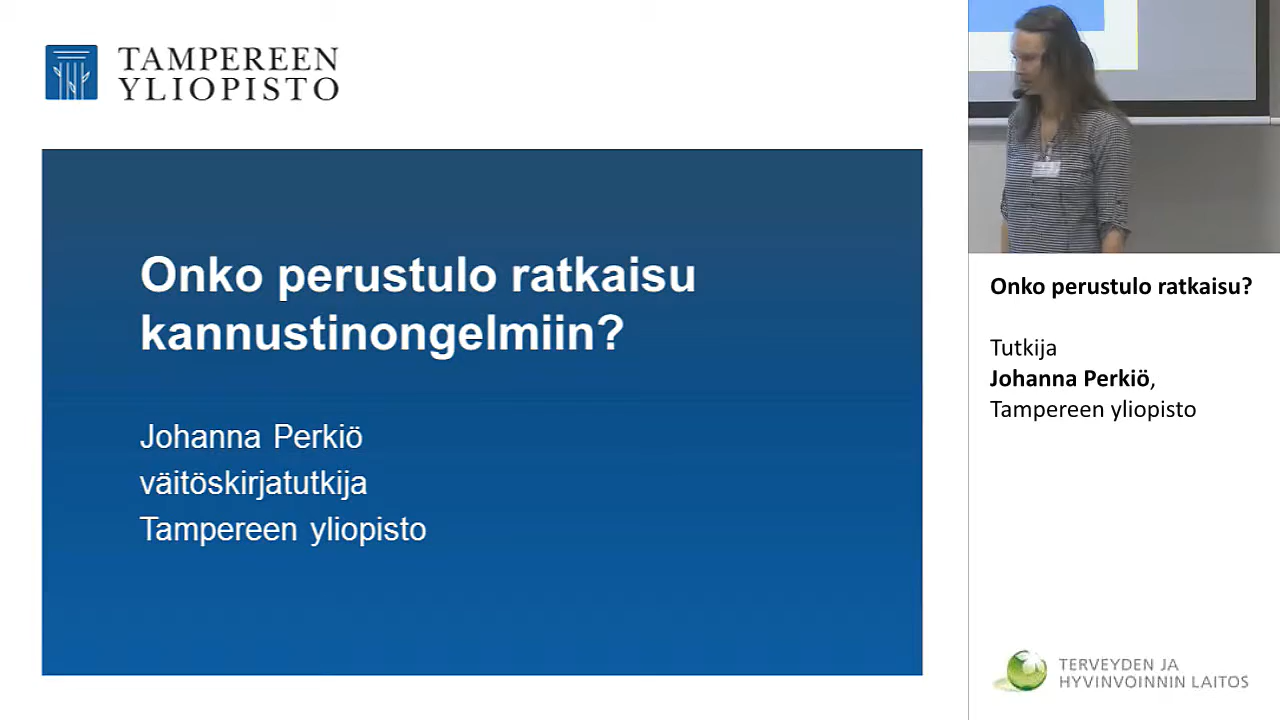 TAMPEREEN
YLIOPISTO
Onko perustulo ratkaisu
kannustinongelmiin?
Johanna Perkiö
väitöskirjatutkija
Tampereen yliopisto
Onko perustulo ratkaisu?
Tutkija
Johanna Perkiö,
Tampereen yliopisto
TERVEYDEN JA
HYVINVOINNIN LAITOS